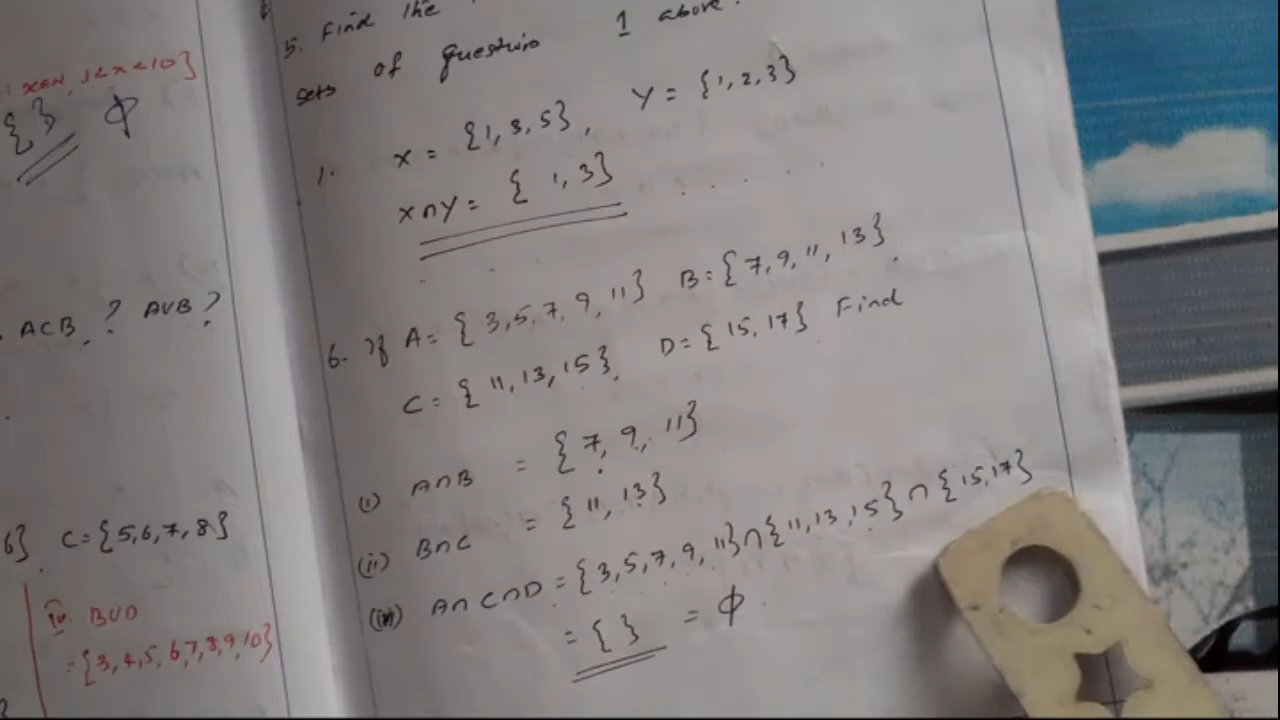 x∈N, 1<x<10}
{ } φ
A⊂B ? A∪B ?
6} C={5,6,7,8}
iv. B∪D
={3,4,5,6,7,8,9,10}
5. Find the
sets of Question 1 above.
1. X = {1,3,5}, Y = {1,2,3}
X∩Y = { 1,3}
6. If A={3,5,7,9,11} B={7,9,11,13}
C={11,13,15}, D={15,17} Find
(i) A∩B = {7,9,11}
(ii) B∩C = {11,13}
(iii) A∩C∩D={3,5,7,9,11}∩{11,13,15}∩{15,17}
={ } = φ